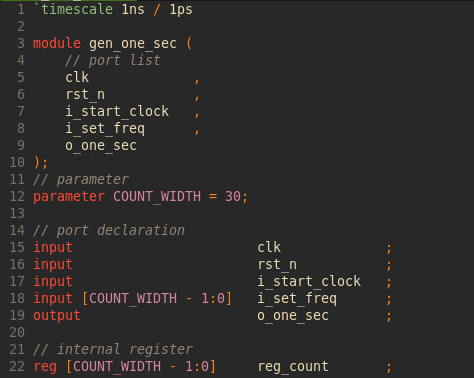 1 `timescale 1ns / 1ps
2
3 module gen_one_sec (
4     // port list
5     clk             ,
6     rst_n           ,
7     i_start_clock   ,
8     i_set_freq      ,
9     o_one_sec
10 );
11 // parameter
12 parameter COUNT_WIDTH = 30;
13
14 // port declaration
15 input                       clk             ;
16 input                       rst_n           ;
17 input                       i_start_clock   ;
18 input [COUNT_WIDTH - 1:0]   i_set_freq      ;
19 output                      o_one_sec       ;
20
21 // internal register
22 reg [COUNT_WIDTH - 1:0]     reg_count       ;